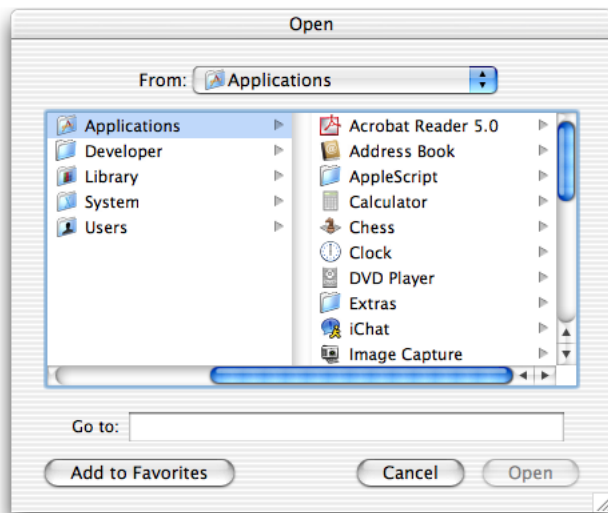 Open
From: Applications
Applications
Developer
Library
System
Users
Acrobat Reader 5.0
Address Book
AppleScript
Calculator
Chess
Clock
DVD Player
Extras
iChat
Image Capture
Go to:
Add to Favorites
Cancel
Open